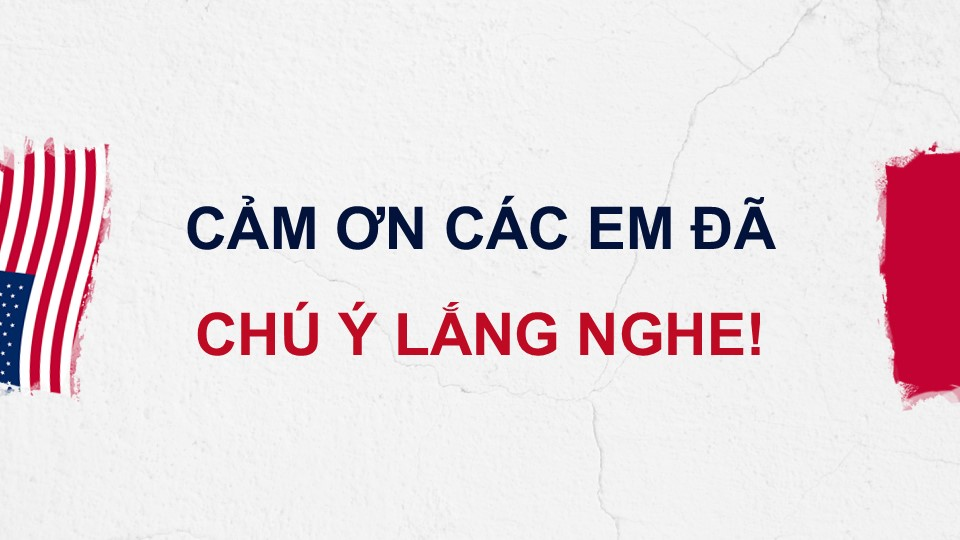 CẢM ƠN CÁC EM ĐÃ
CHÚ Ý LẮNG NGHE!